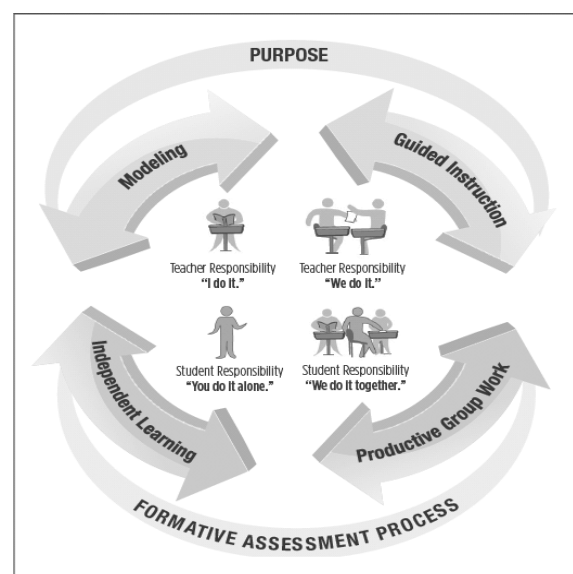 PURPOSE
Modeling
Guided Instruction
Teacher Responsibility
“I do it.”
Teacher Responsibility
“We do it.”
Student Responsibility
“You do it alone.”
Student Responsibility
“We do it together.”
Independent Learning
Productive Group Work
FORMATIVE ASSESSMENT PROCESS